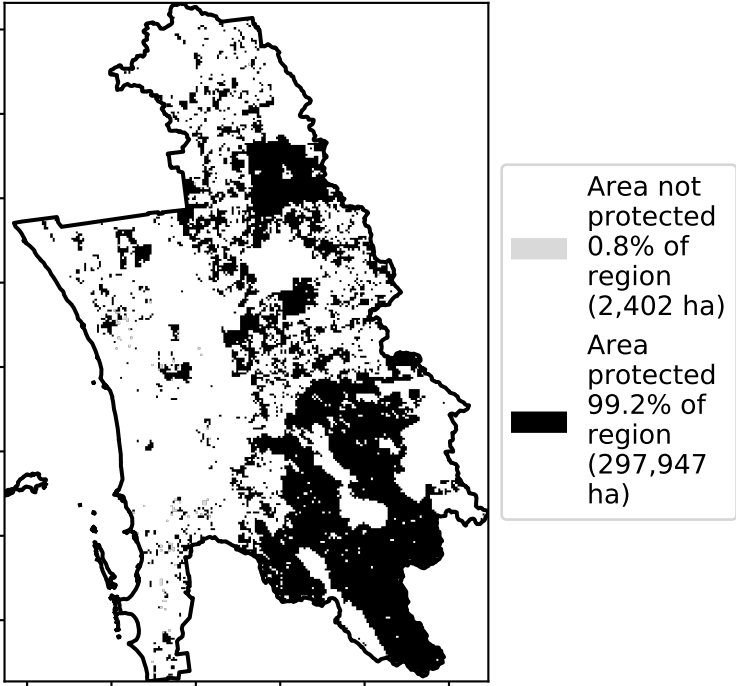 Area not
protected
0.8% of
region
(2,402 ha)
Area
protected
99.2% of
region
(297,947
ha)